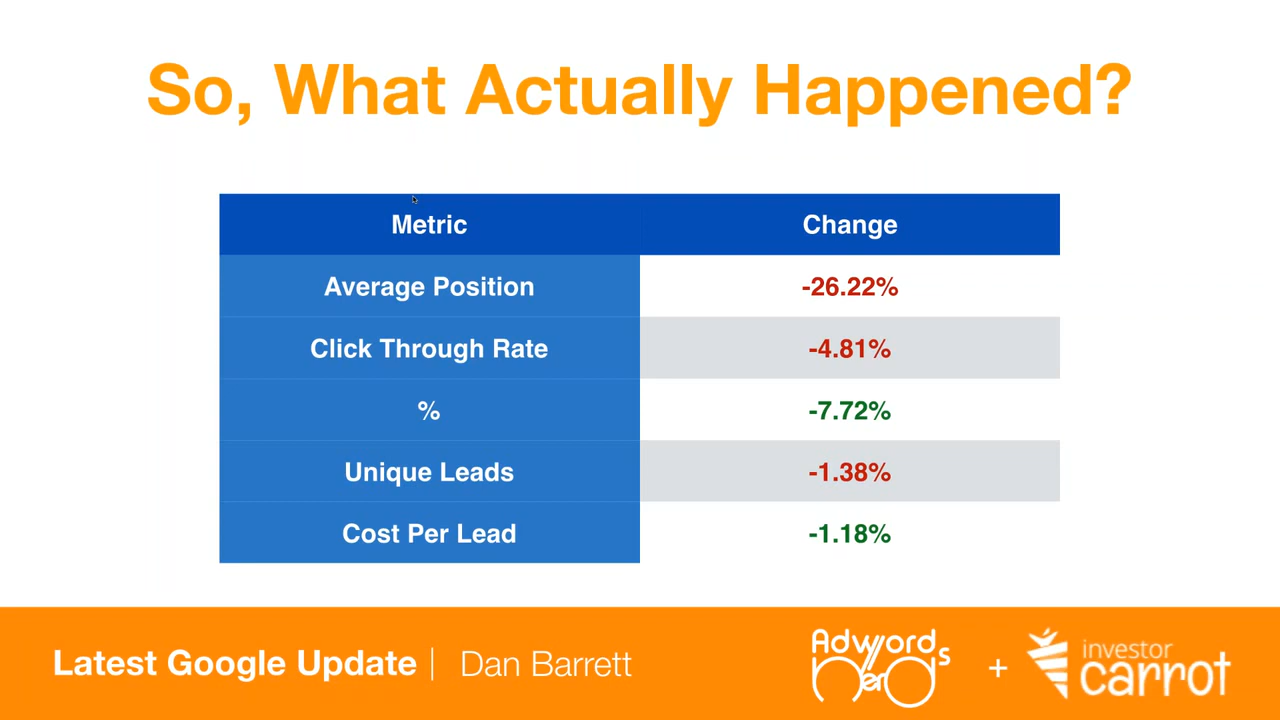 So, What Actually Happened?
Metric Change
Average Position -26.22%
Click Through Rate -4.81%
% -7.72%
Unique Leads -1.38%
Cost Per Lead -1.18%
Latest Google Update | Dan Barrett
Adwords
Nerds
+
investor
carrot